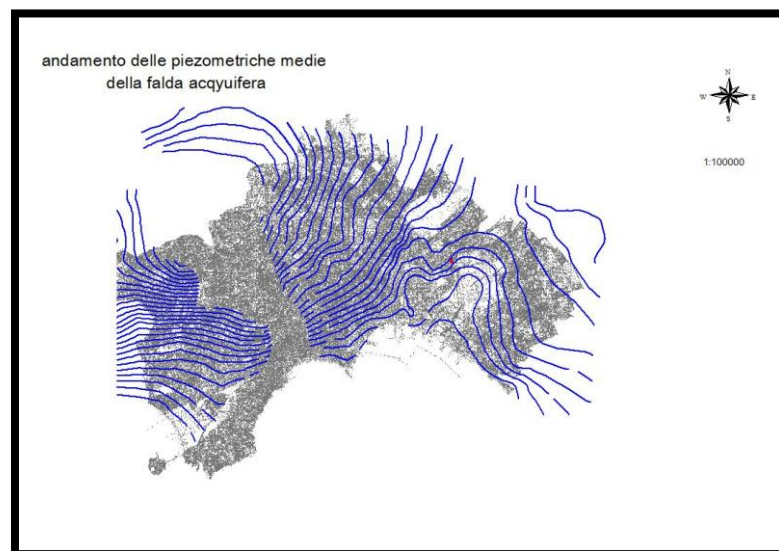 andamento delle piezometriche medie
della falda acqyuifera
N
W E
S
1:100000